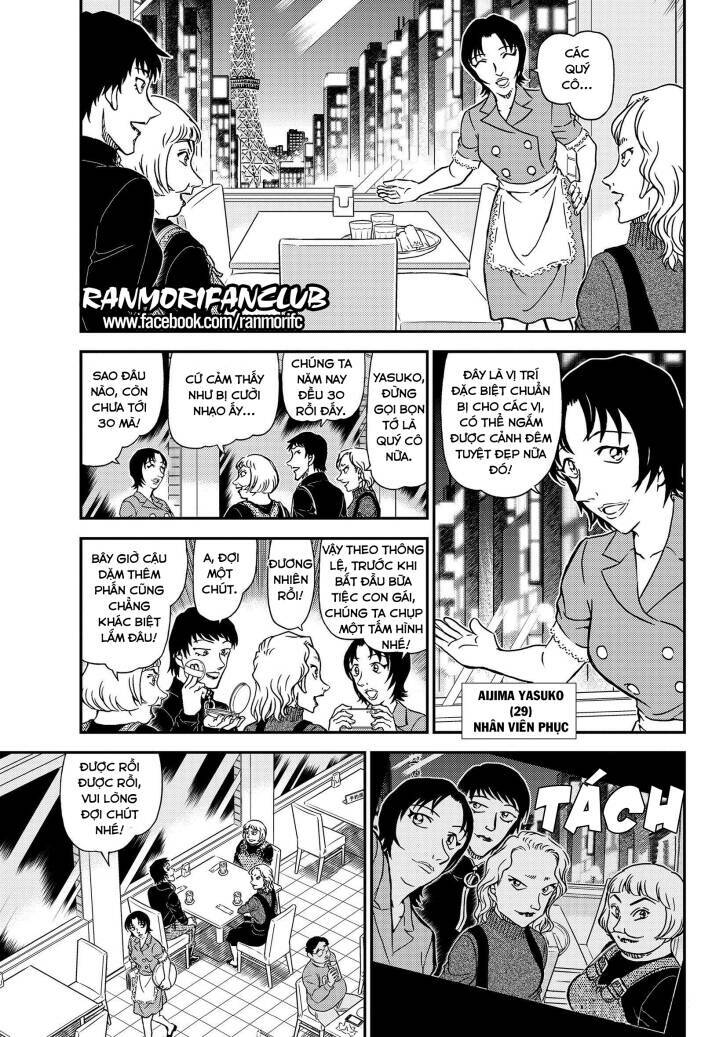 CÁC
QUÝ
CÔ...
RANMORIFANCLUB
www.facebook.com/ranmorifc
ĐÂY LÀ VỊ TRÍ
ĐẶC BIỆT CHUẨN
BỊ CHO CÁC VỊ,
CÓ THỂ NGẮM
ĐƯỢC CẢNH ĐÊM
TUYỆT ĐẸP NỮA
ĐÓ!
AIJIMA YASUKO
(29)
NHÂN VIÊN PHỤC
YASUKO,
ĐỪNG
GỌI BỌN
TỚ LÀ
QUÝ CÔ
NỮA.
CHÚNG TA
NĂM NAY
ĐỀU 30
RỒI ĐẤY.
CỨ CẢM THẤY
NHƯ BỊ CƯỜI
NHẠO ẤY...
SAO ĐÂU
NÀO, CÒN
CHƯA TỚI
30 MÀ!
VẬY THEO THÔNG
LỆ, TRƯỚC KHI
BẮT ĐẦU BỮA
TIỆC CON GÁI,
CHÚNG TA CHỤP
MỘT TẤM HÌNH
NHÉ!
ĐƯƠNG
NHIÊN
RỒI!
A, ĐỢI
MỘT
CHÚT.
BÂY GIỜ CẬU
DẶM THÊM
PHẤN CŨNG
CHẲNG
KHÁC BIỆT
LẮM ĐÂU!
TÁCH
ĐƯỢC RỒI
ĐƯỢC RỒI,
VUI LÒNG
ĐỢI CHÚT
NHÉ!